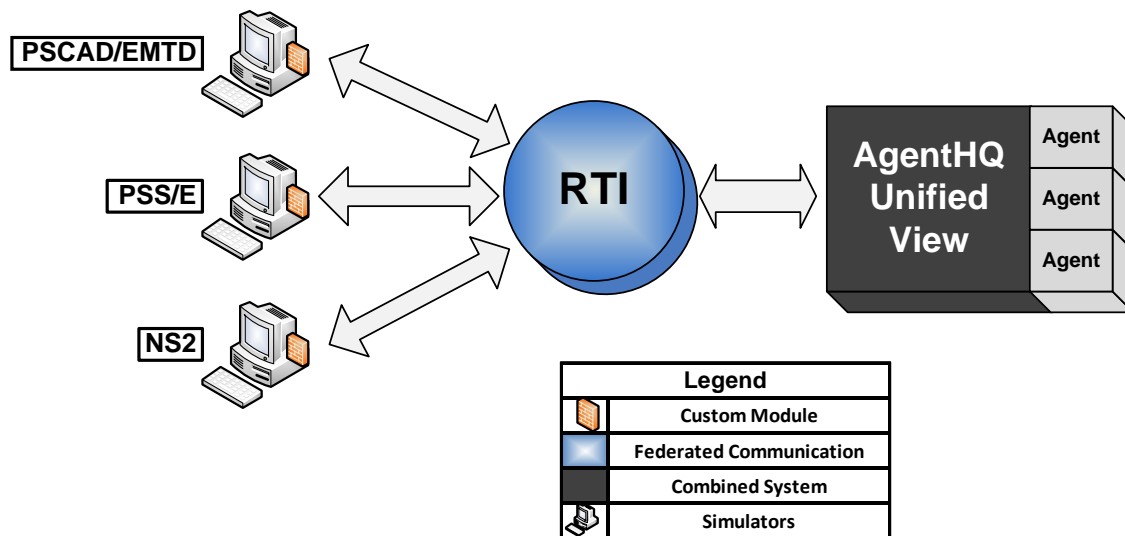 PSCAD/EMTD
PSS/E
NS2
RTI
AgentHQ
Unified
View
Agent
Agent
Agent
Legend
Custom Module
Federated Communication
Combined System
Simulators